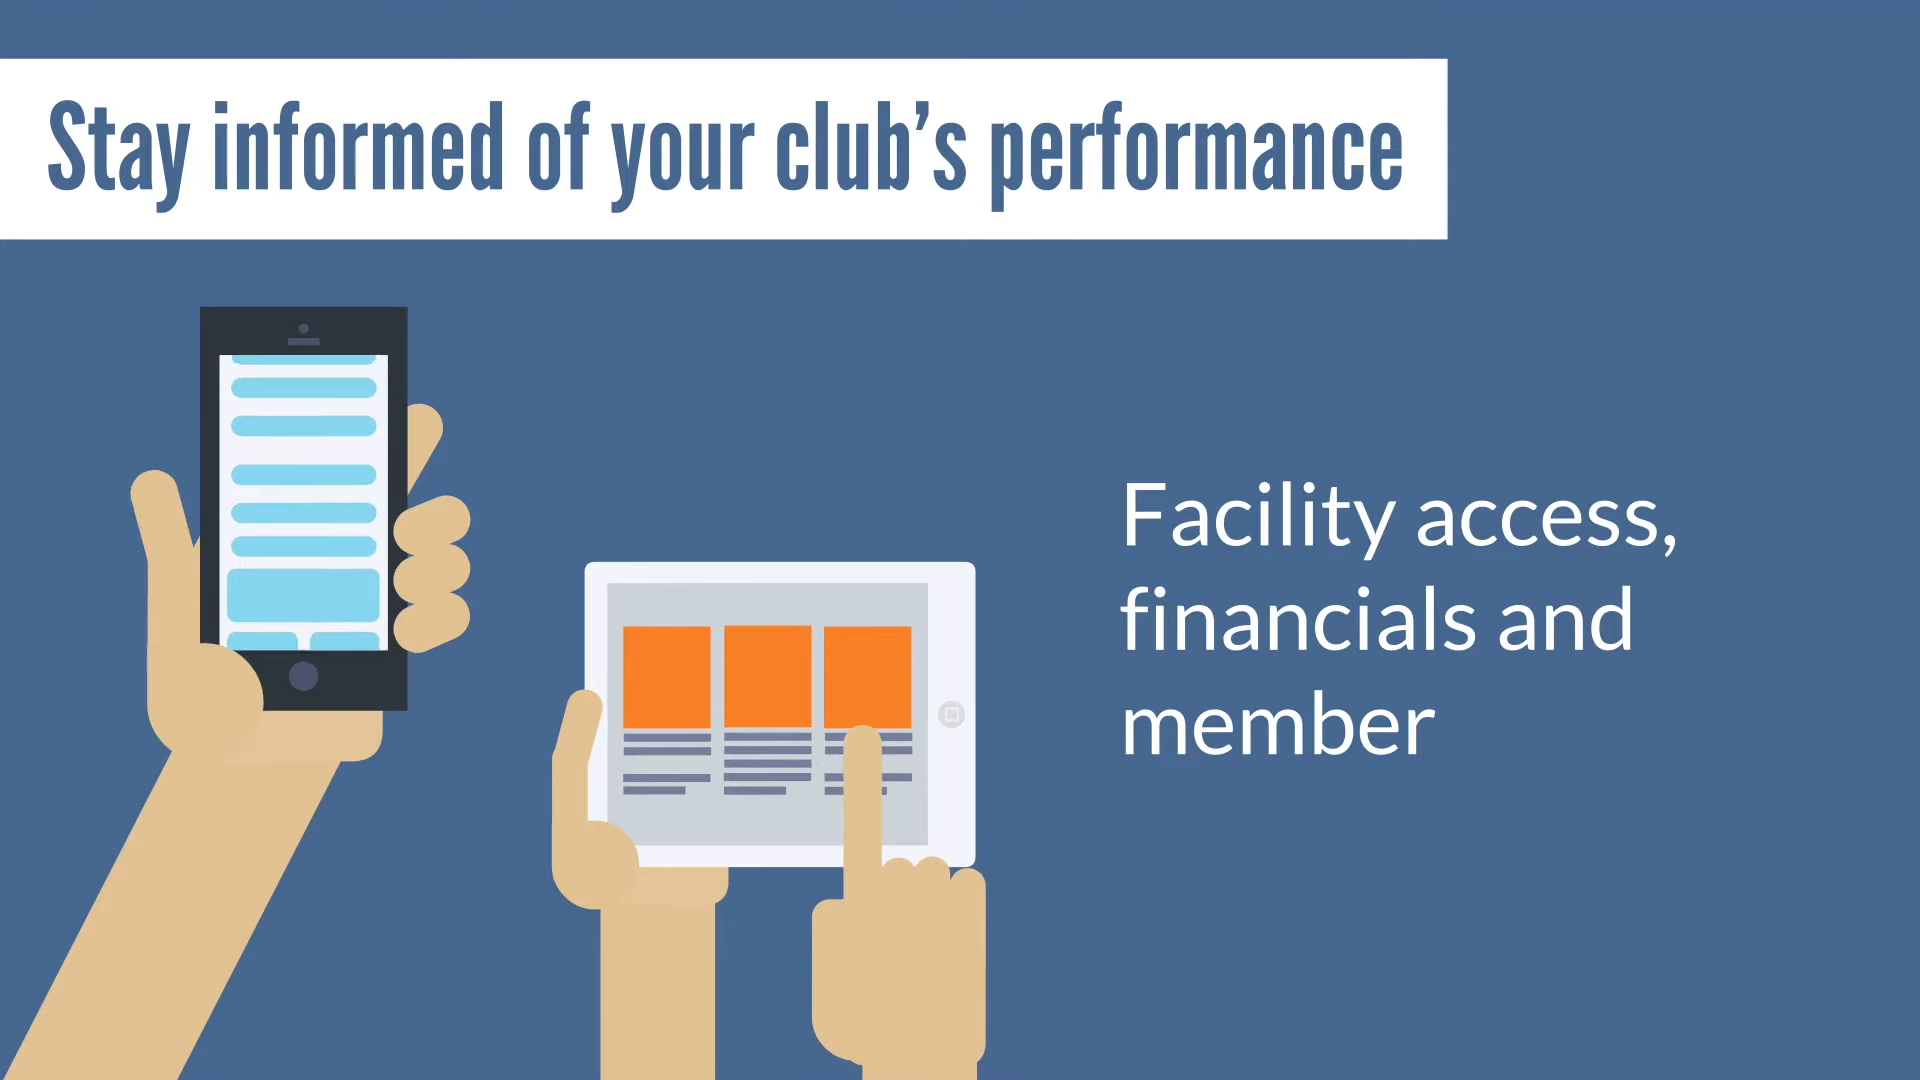 Stay informed of your club’s performance
Facility access,
financials and
member